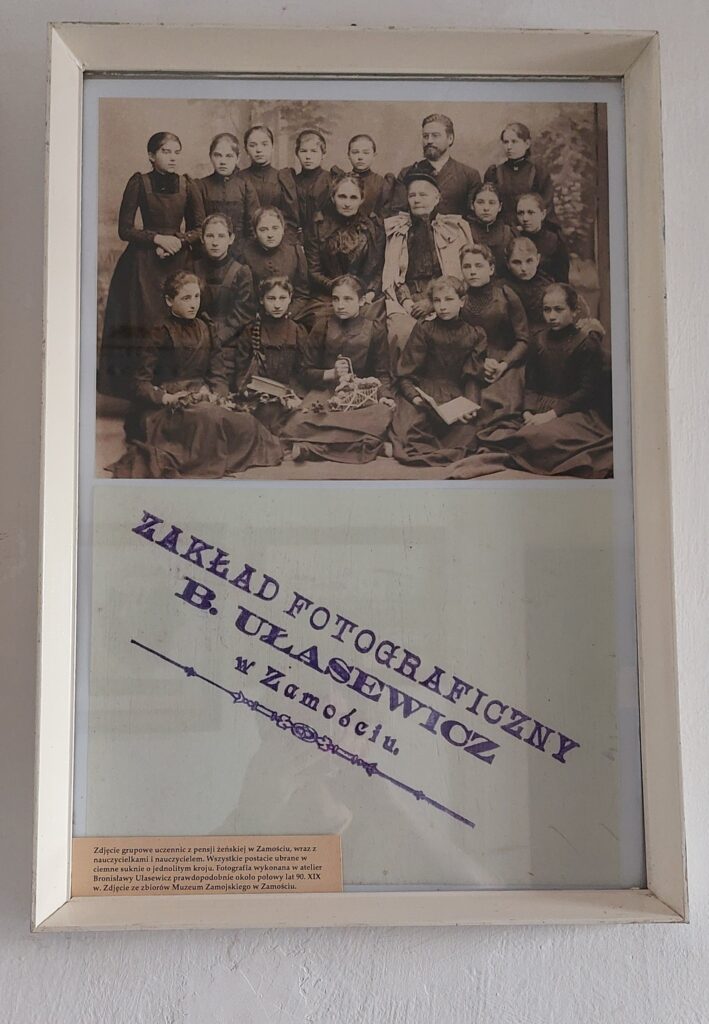 ZAKŁAD FOTOGRAFICZNY
B. UŁASEWICZ
w Zamościu.
Zdjęcie grupowe uczennic z pensji żeńskiej w Zamościu, wraz z
nauczycielkami i nauczycielem. Wszystkie postacie ubrane w
ciemne suknie o jednolitym kroju. Fotografia wykonana w atelier
Bronisławy Ułasewicz prawdopodobnie około połowy lat 90. XIX
w. Zdjęcie ze zbiorów Muzeum Zamojskiego w Zamościu.